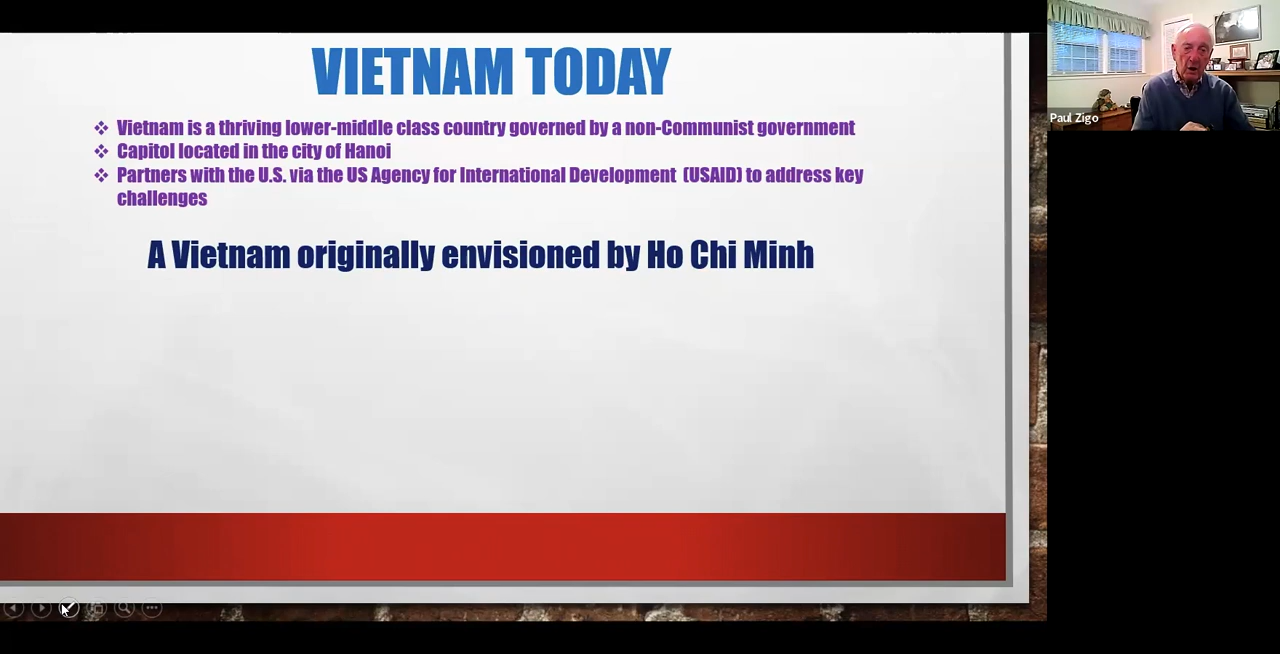 VIETNAM TODAY
Vietnam is a thriving lower-middle class country governed by a non-Communist government
Capitol located in the city of Hanoi
Partners with the U.S. via the US Agency for International Development (USAID) to address key
challenges
A Vietnam originally envisioned by Ho Chi Minh
Paul Zigo